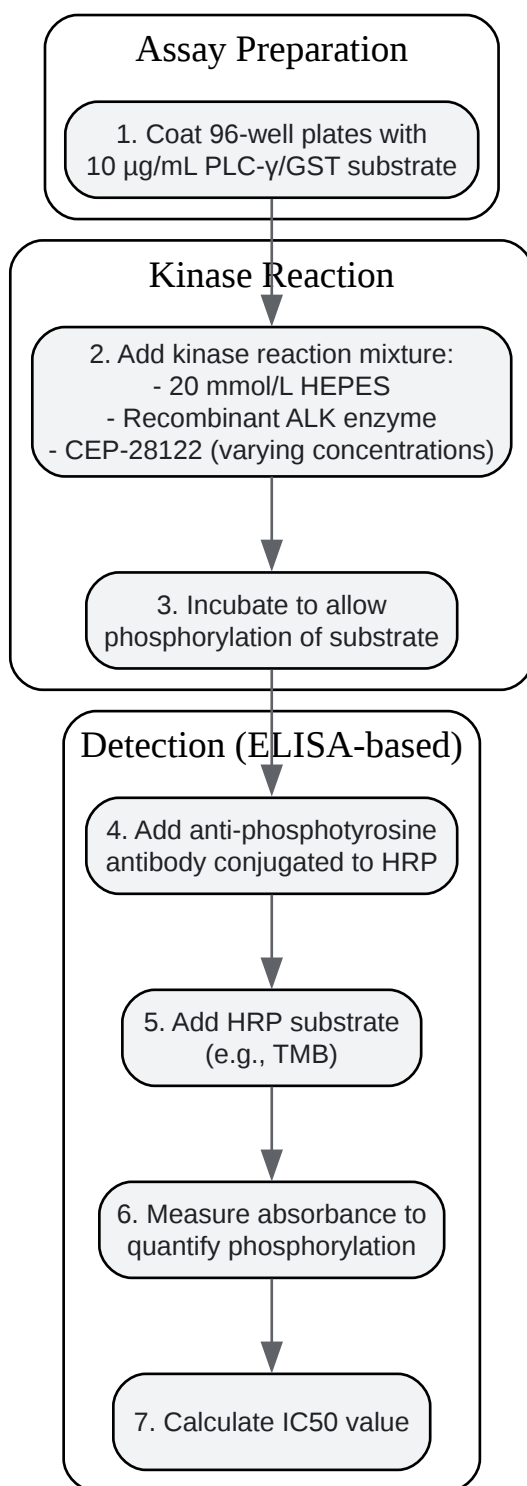 Assay Preparation
1. Coat 96-well plates with
10 µg/mL PLC-γ/GST substrate
Kinase Reaction
2. Add kinase reaction mixture:
- 20 mmol/L HEPES
- Recombinant ALK enzyme
- CEP-28122 (varying concentrations)
3. Incubate to allow
phosphorylation of substrate
Detection (ELISA-based)
4. Add anti-phosphotyrosine
antibody conjugated to HRP
5. Add HRP substrate
(e.g., TMB)
6. Measure absorbance to
quantify phosphorylation
7. Calculate IC50 value